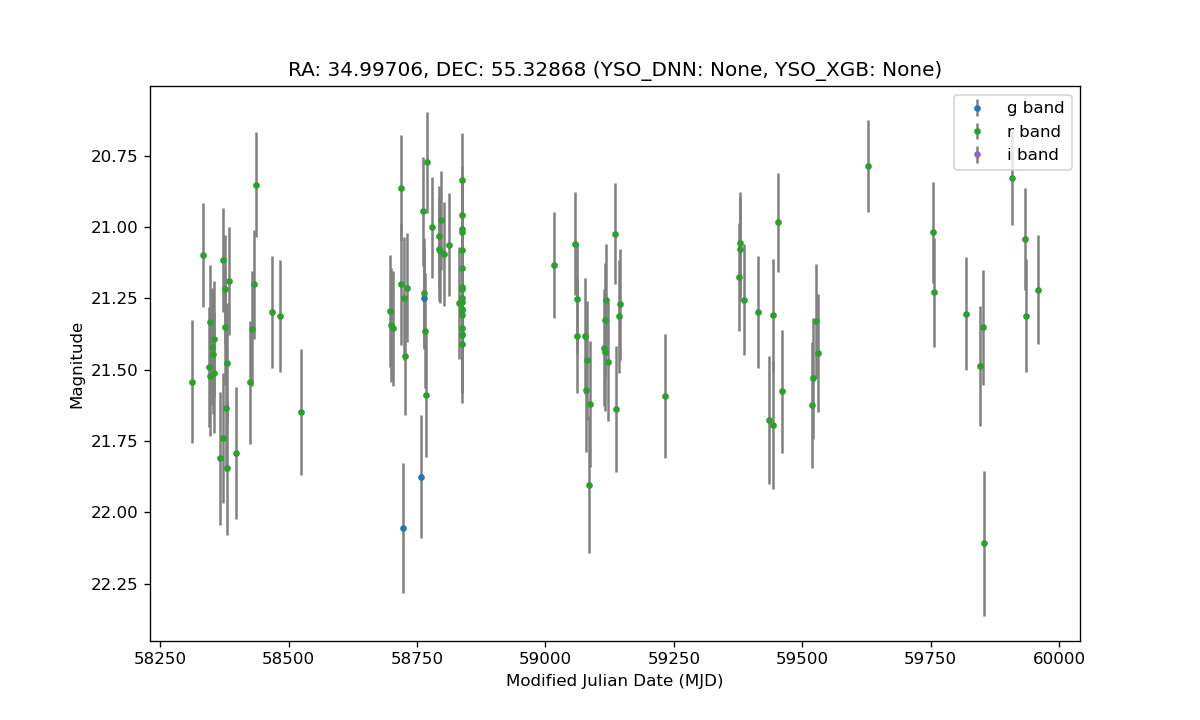 RA: 34.99706, DEC: 55.32868 (YSO_DNN: None, YSO_XGB: None)
g band
r band
i band
20.75
21.00
21.25
21.50
21.75
22.00
22.25
Magnitude
58250 58500 58750 59000 59250 59500 59750 60000
Modified Julian Date (MJD)